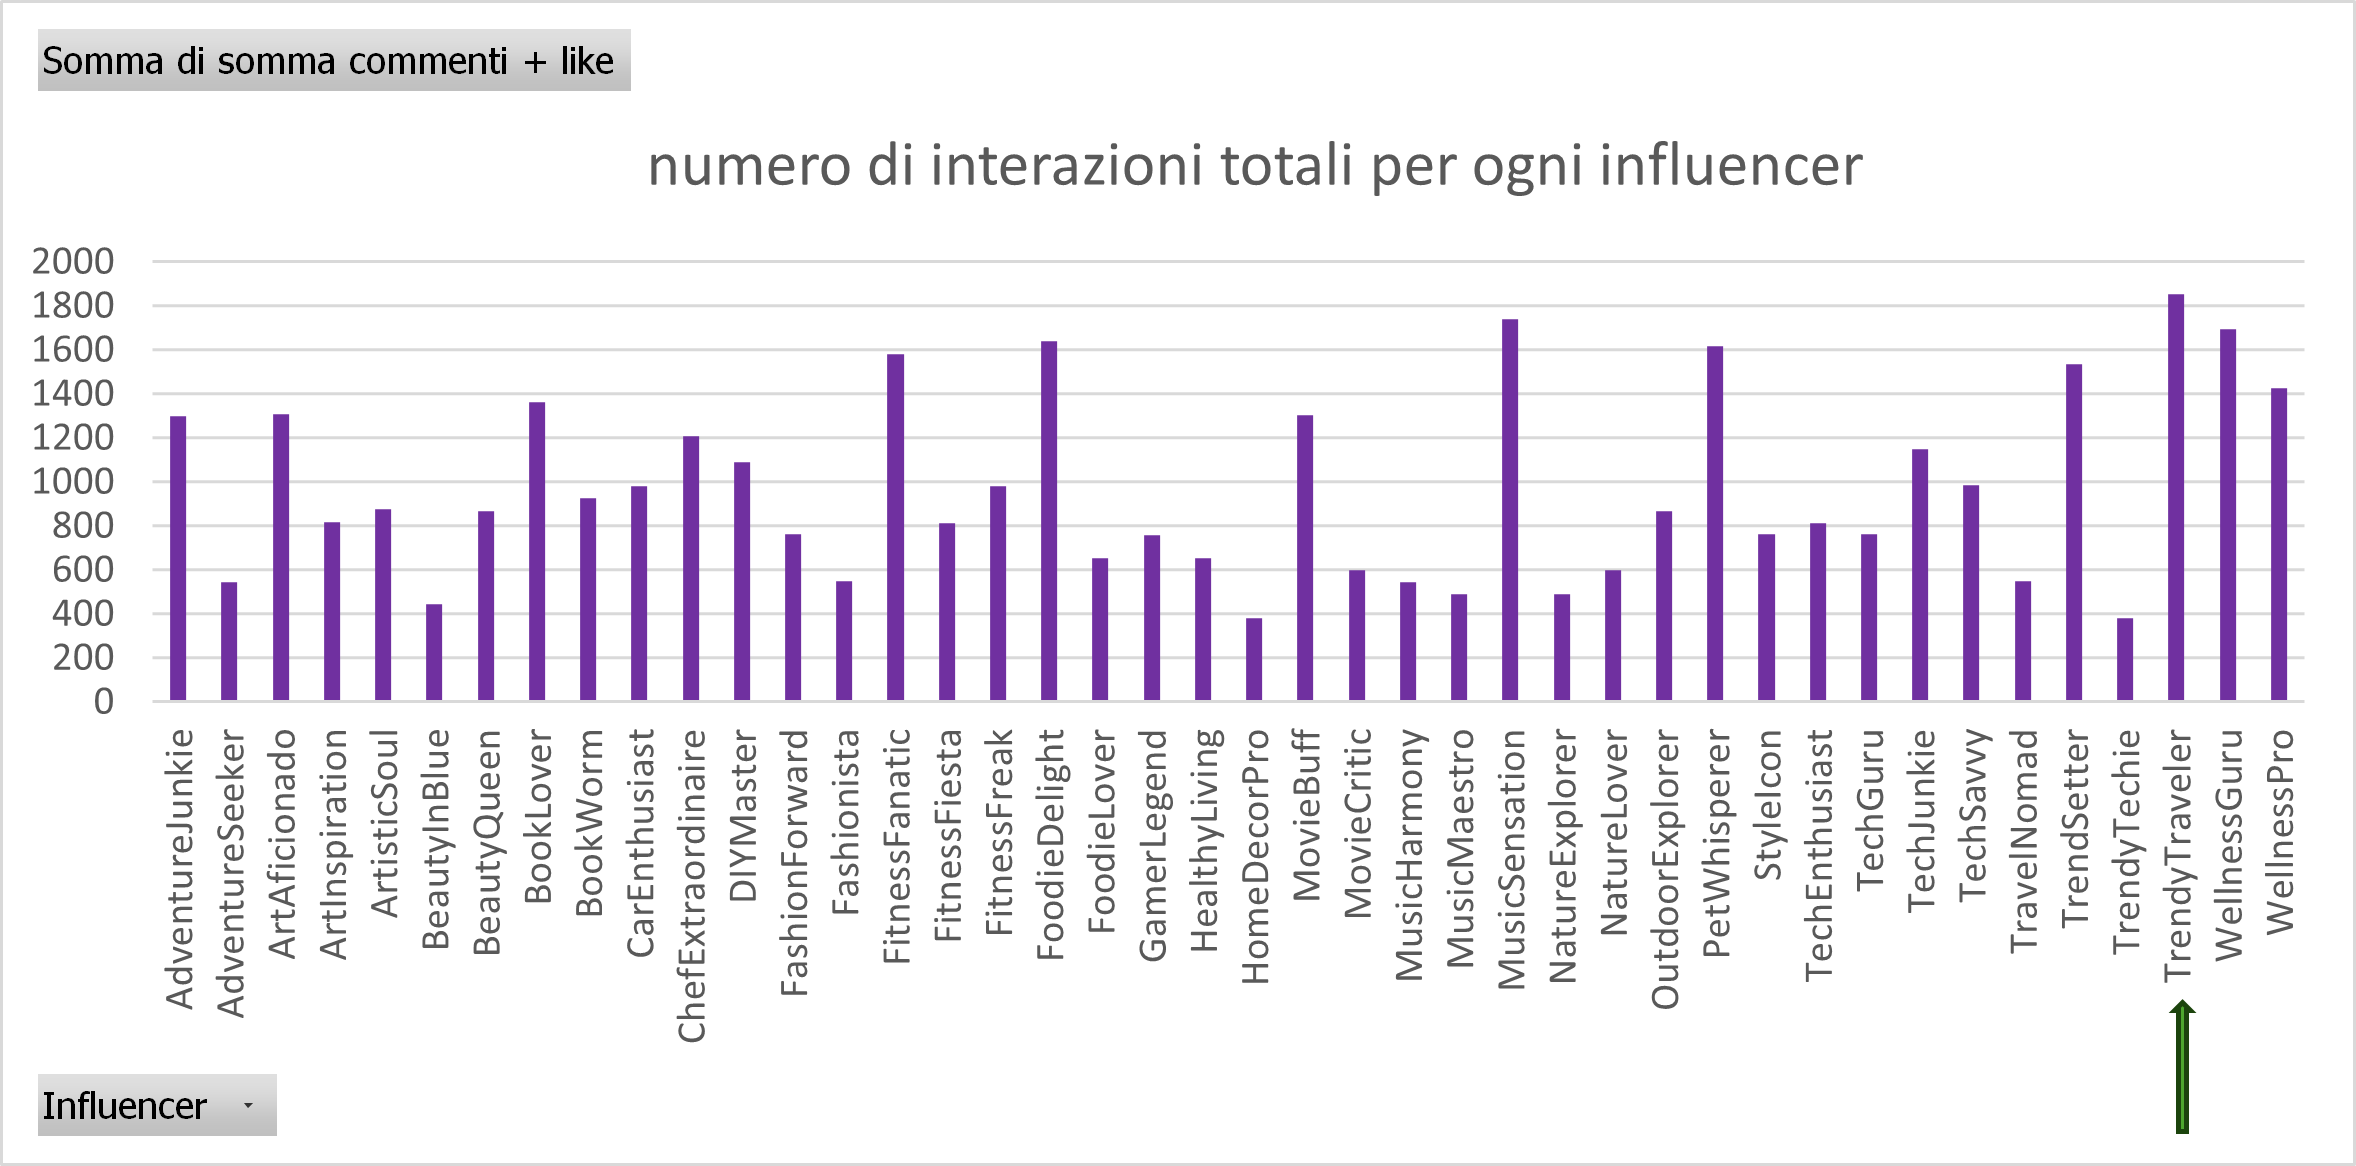 Somma di somma commenti + like
numero di interazioni totali per ogni influencer
2000
1800
1600
1400
1200
1000
800
600
400
200
0
AdventureJunkie
AdventureSeeker
ArtAficionado
ArtInspiration
ArtisticSoul
BeautyInBlue
BeautyQueen
BookLover
BookWorm
CarEnthusiast
ChefExtraordinaire
DIYMaster
FashionForward
Fashionista
FitnessFanatic
FitnessFiesta
FitnessFreak
FoodieDelight
FoodieLover
GamerLegend
HealthyLiving
HomeDecorPro
MovieBuff
MovieCritic
MusicHarmony
MusicMaestro
MusicSensation
NatureExplorer
NatureLover
OutdoorExplorer
PetWhisperer
StyleIcon
TechEnthusiast
TechGuru
TechJunkie
TechSavvy
TravelNomad
TrendSetter
TrendyTechie
TrendyTraveler
WellnessGuru
WellnessPro
Influencer